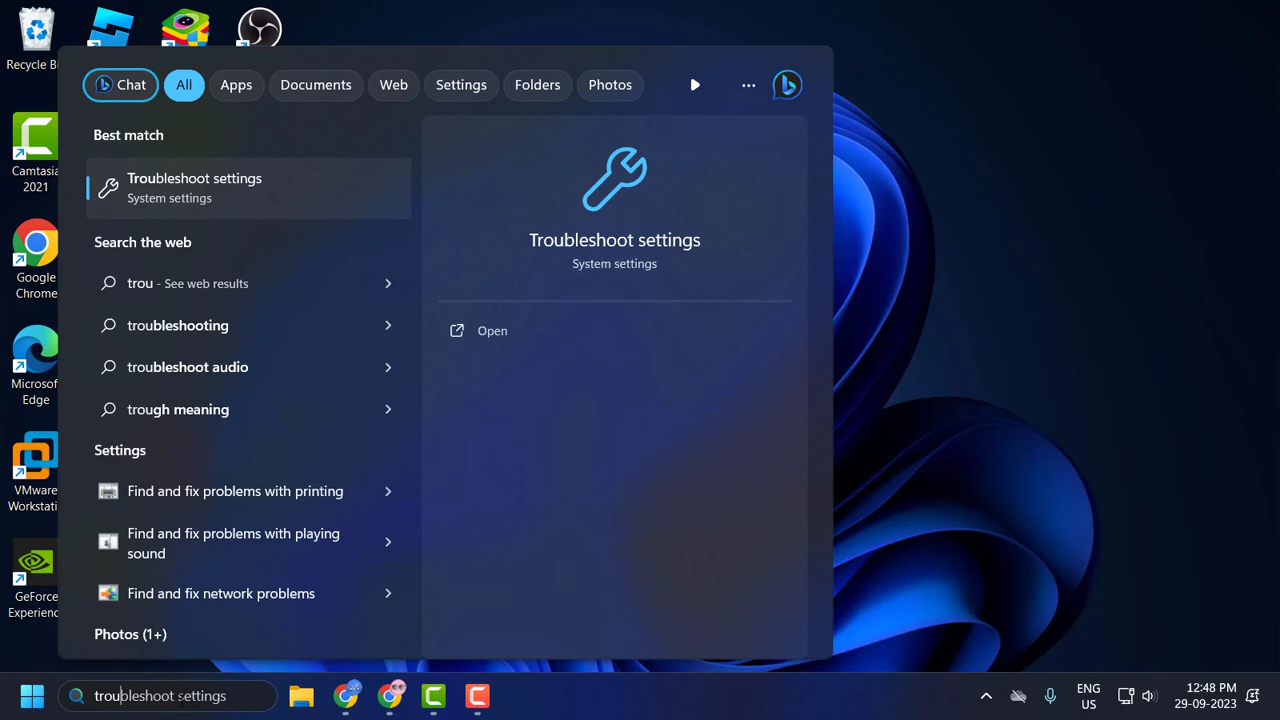 Recycle Bi
Chat
All
Apps
Documents
Web
Settings
Folders
Photos
Best match
Troubleshoot settings
System settings
Search the web
trou - See web results
troubleshooting
troubleshoot audio
trough meaning
Settings
Find and fix problems with printing
Find and fix problems with playing
sound
Find and fix network problems
Photos (1+)
Troubleshoot settings
System settings
Open
Camtasia
2021
Google
Chrome
Microsof
Edge
VMware
Workstati
GeForce
Experienc
troubleshoot settings
ENG
US
12:48 PM
29-09-2023